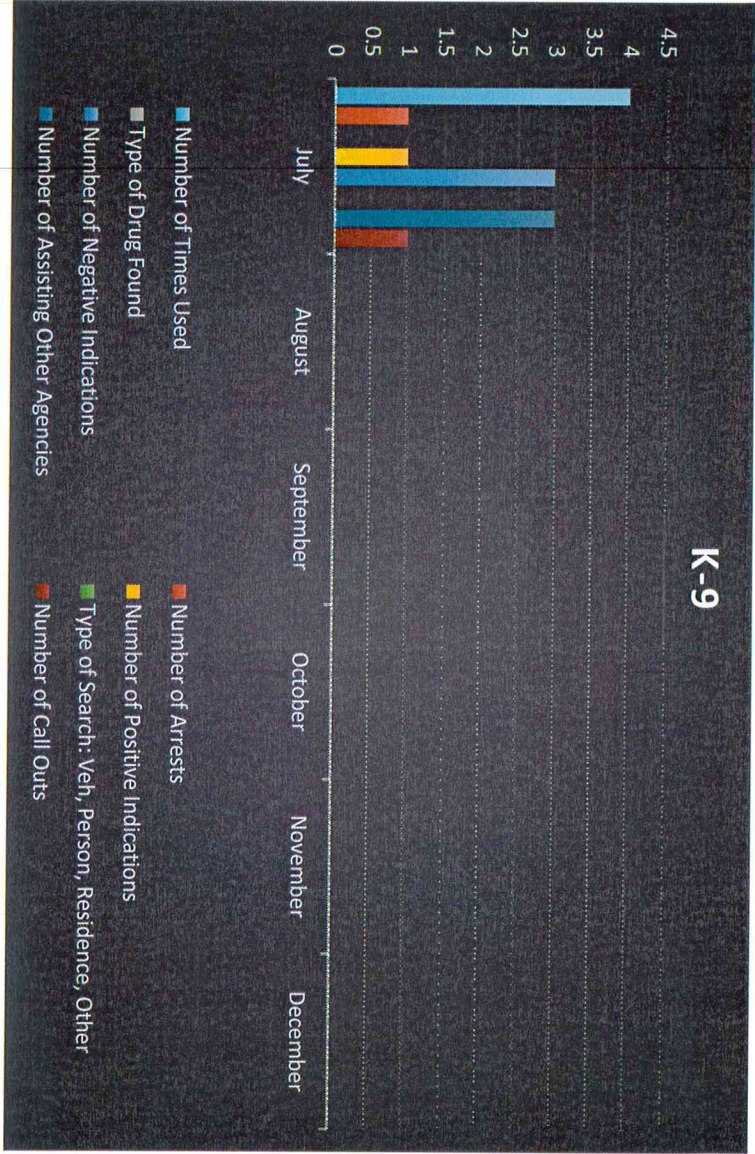 K-9
4.5
4
3.5
3
2.5
2
1.5
1
0.5
0
July
August
September
October
November
December
Number of Times Used
Number of Arrests
Type of Drug Found
Number of Positive Indications
Number of Negative Indications
Type of Search: Veh, Person, Residence, Other
Number of Assisting Other Agencies
Number of Call Outs